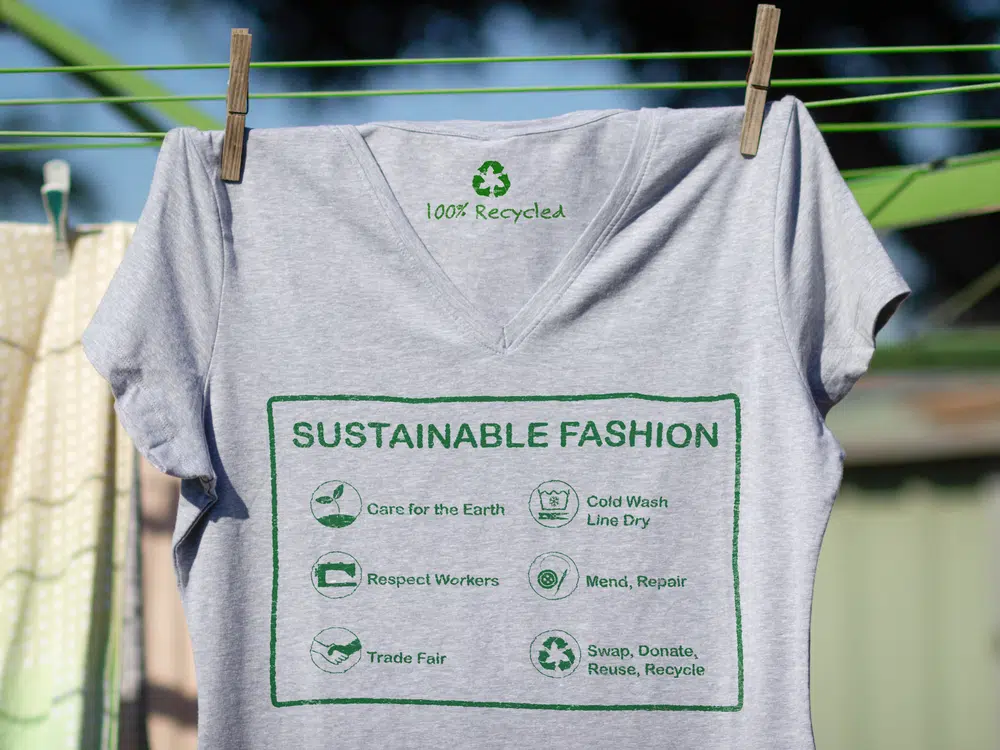 100% Recycled
SUSTAINABLE FASHION
Care for the Earth
Cold Wash
Line Dry
Respect Workers
Mend, Repair
Trade Fair
Swap, Donate,
Reuse, Recycle